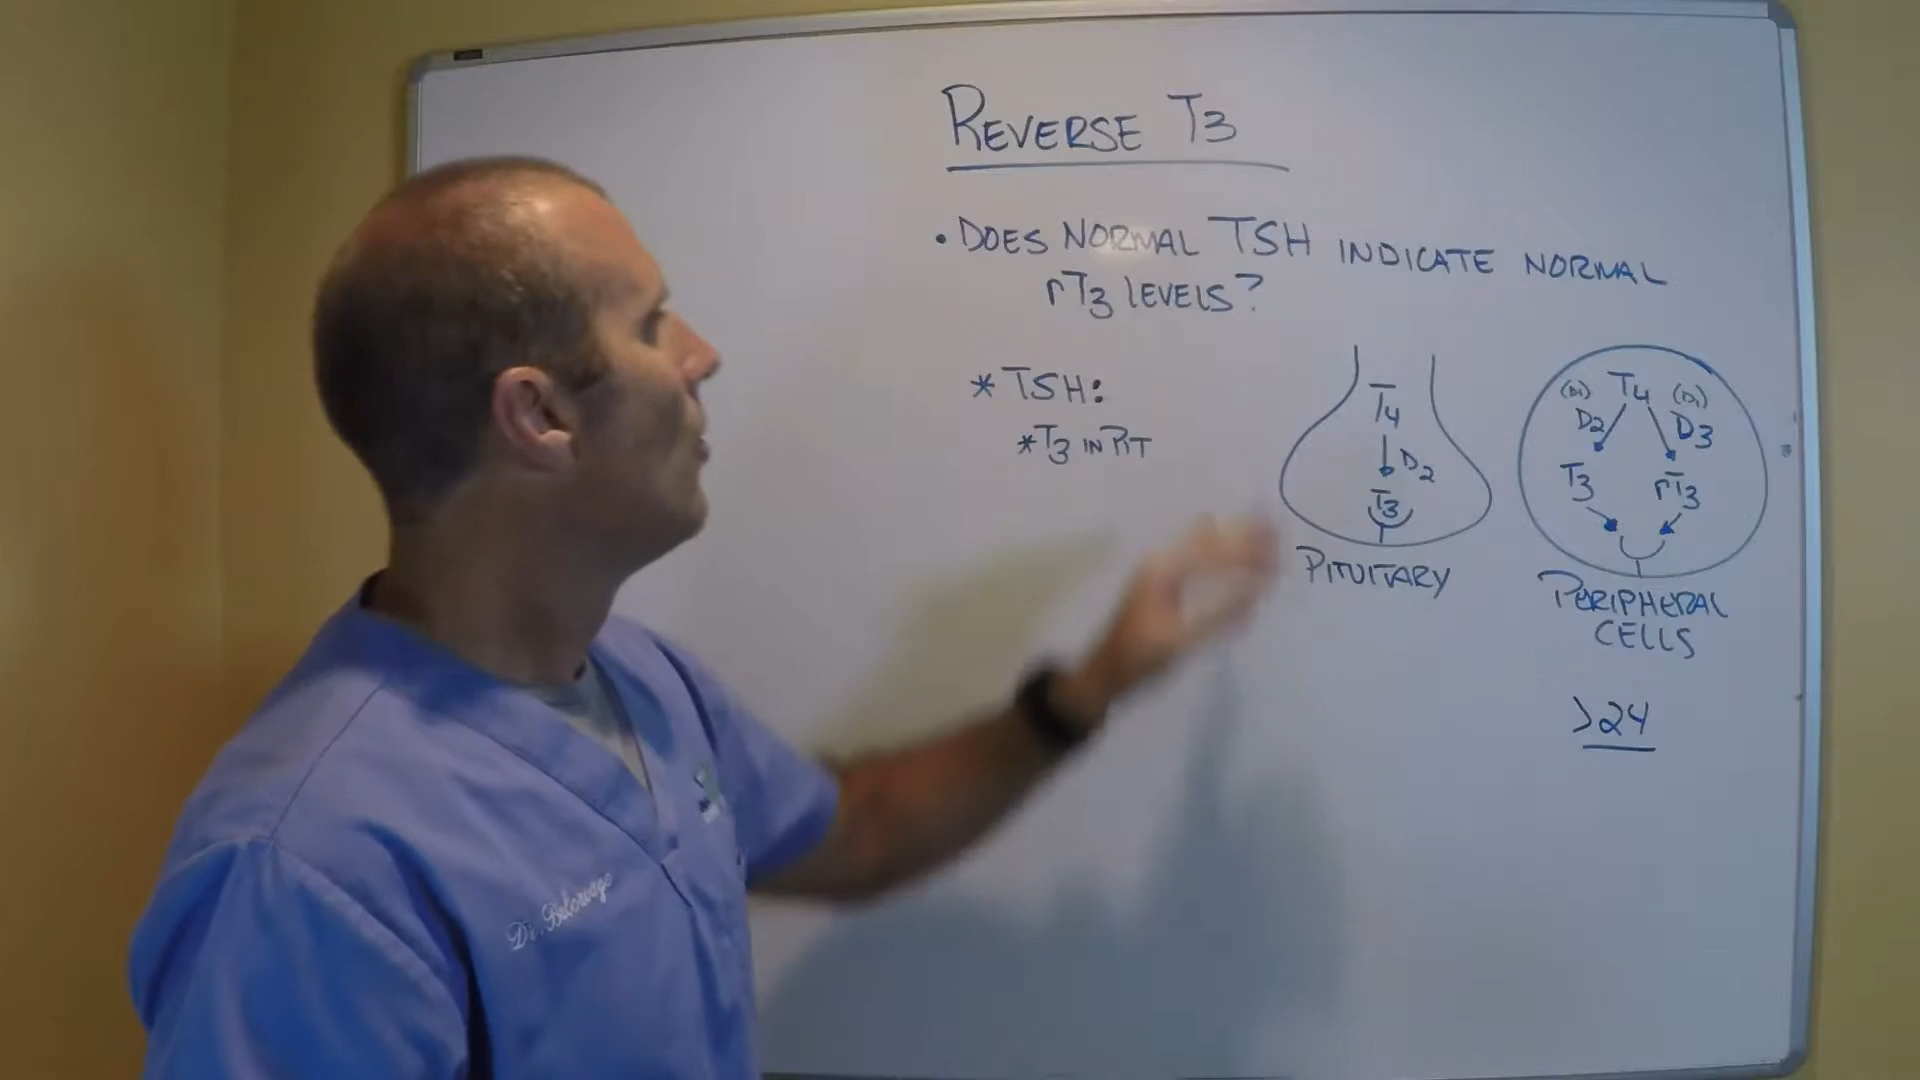 REVERSE T3
• DOES NORMAL TSH INDICATE NORMAL
rT3 LEVELS?
* TSH:
* T3 IN PIT
T4
D2
T3
PITUITARY
(D1) T4 (D1)
D2 D3
T3 rT3
PERIPHERAL
CELLS
>24